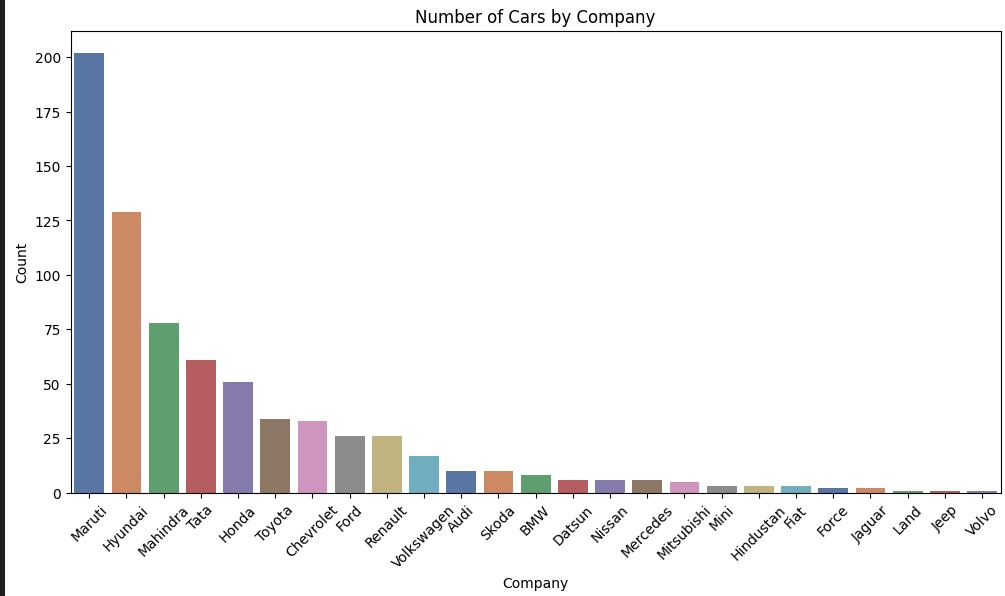 Number of Cars by Company
Count
200
175
150
125
100
75
50
25
0
Maruti
Hyundai
Mahindra
Tata
Honda
Toyota
Chevrolet
Ford
Renault
Volkswagen
Audi
Skoda
BMW
Datsun
Nissan
Mercedes
Mitsubishi
Mini
Hindustan
Fiat
Force
Jaguar
Land
Jeep
Volvo
Company